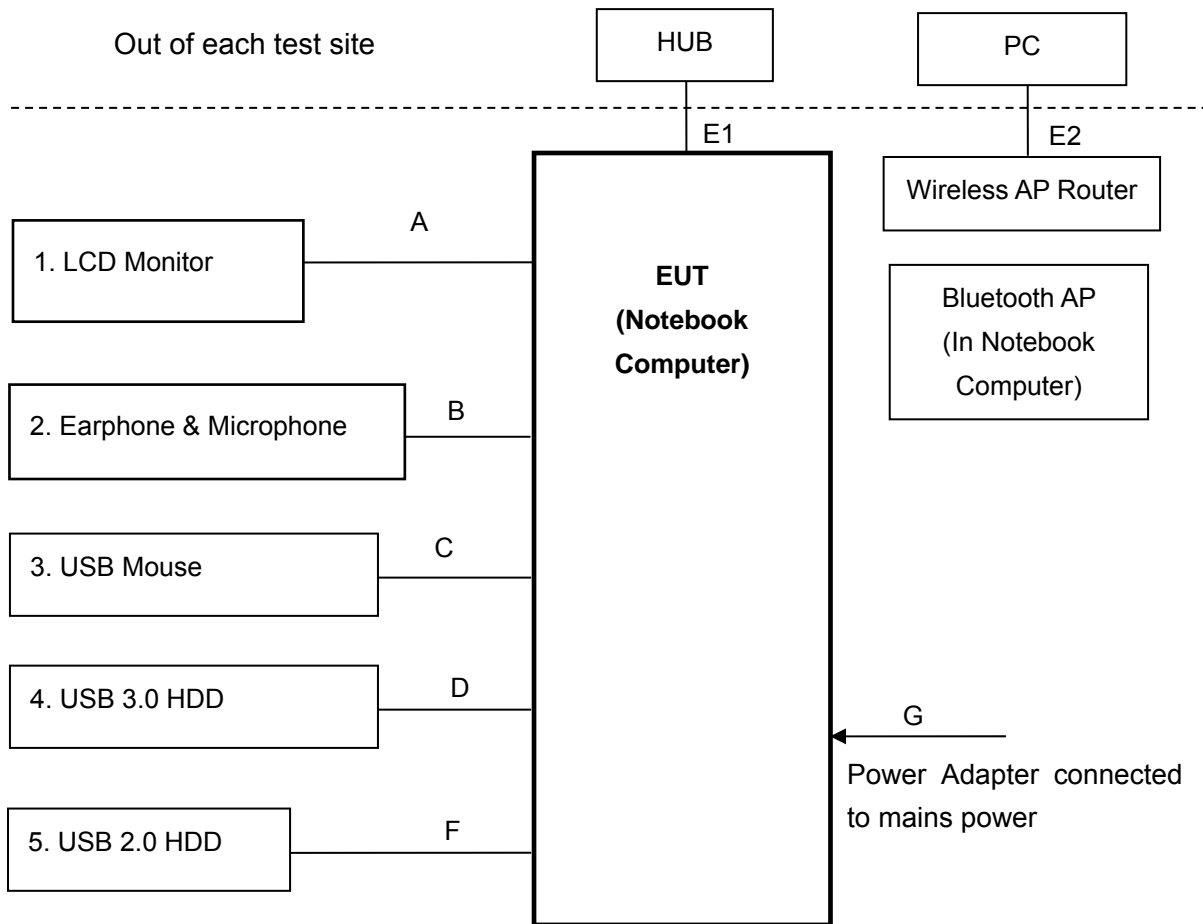 Out of each test site
HUB
PC
E1
E2
Wireless AP Router
A
1. LCD Monitor
EUT
(Notebook
Computer)
Bluetooth AP
(In Notebook
Computer)
B
2. Earphone & Microphone
C
3. USB Mouse
D
4. USB 3.0 HDD
G
Power Adapter connected
to mains power
F
5. USB 2.0 HDD